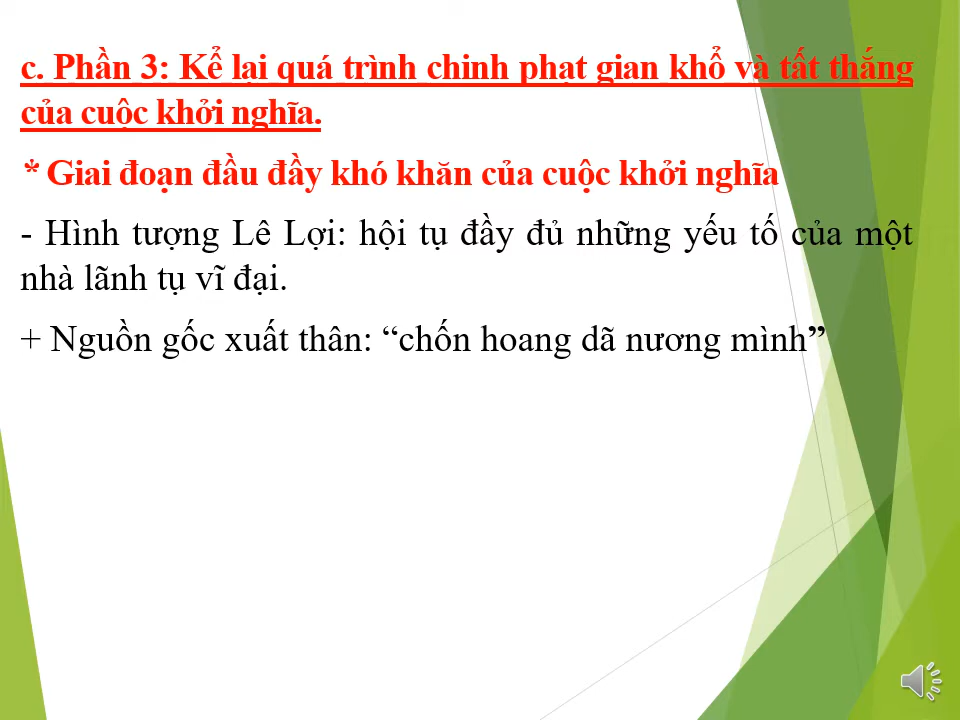 c. Phần 3: Kể lại quá trình chinh phạt gian khổ và tất thắng
của cuộc khởi nghĩa.
* Giai đoạn đầu đầy khó khăn của cuộc khởi nghĩa
- Hình tượng Lê Lợi: hội tụ đầy đủ những yếu tố của một
nhà lãnh tụ vĩ đại.
+ Nguồn gốc xuất thân: “chốn hoang dã nương mình”